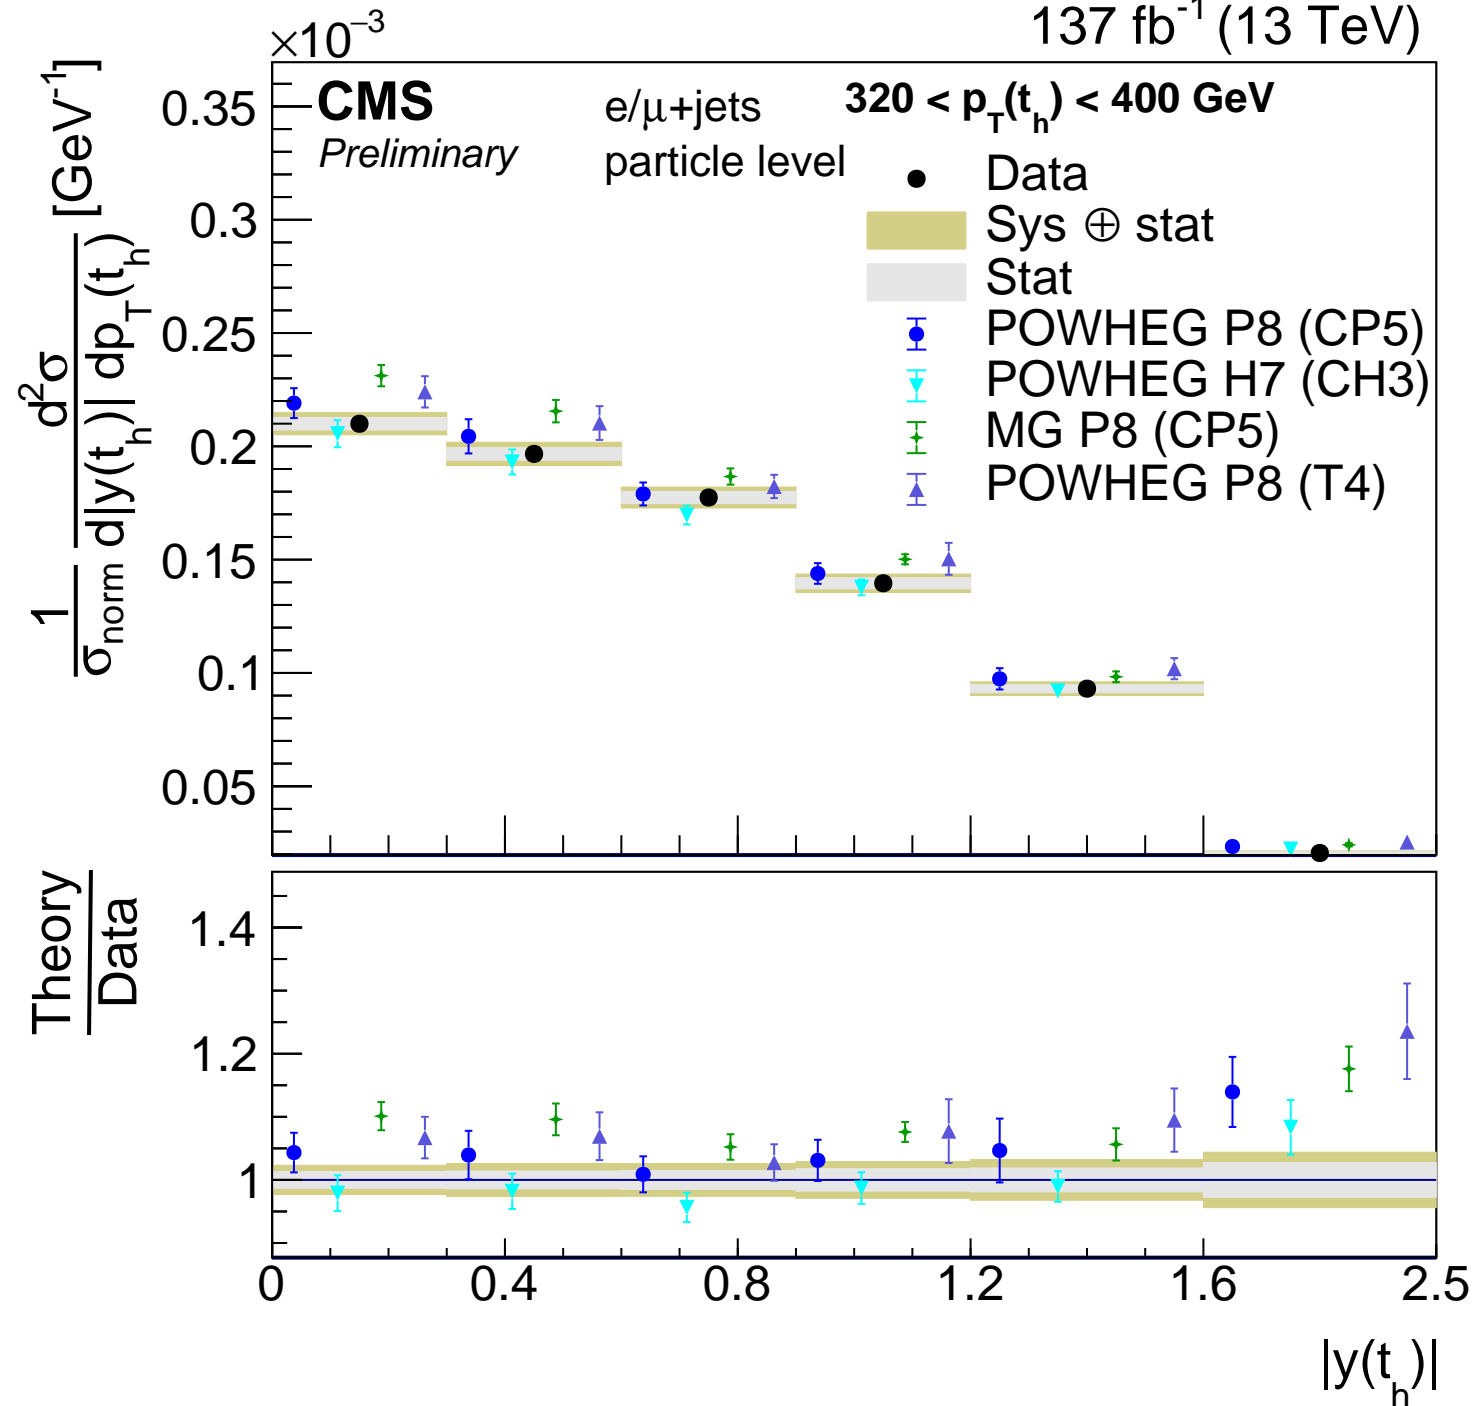 ×10⁻³
137 fb⁻¹ (13 TeV)
CMS
Preliminary
e/μ+jets
particle level
320 < p_T(t_h) < 400 GeV
Data
Sys ⊕ stat
Stat
POWHEG P8 (CP5)
POWHEG H7 (CH3)
MG P8 (CP5)
POWHEG P8 (T4)
1/σ_norm d²σ/d|y(t_h)| dp_T(t_h) [GeV⁻¹]
0.35
0.3
0.25
0.2
0.15
0.1
0.05
Theory
Data
1.4
1.2
1
0 0.4 0.8 1.2 1.6 2.5
|y(t_h)|